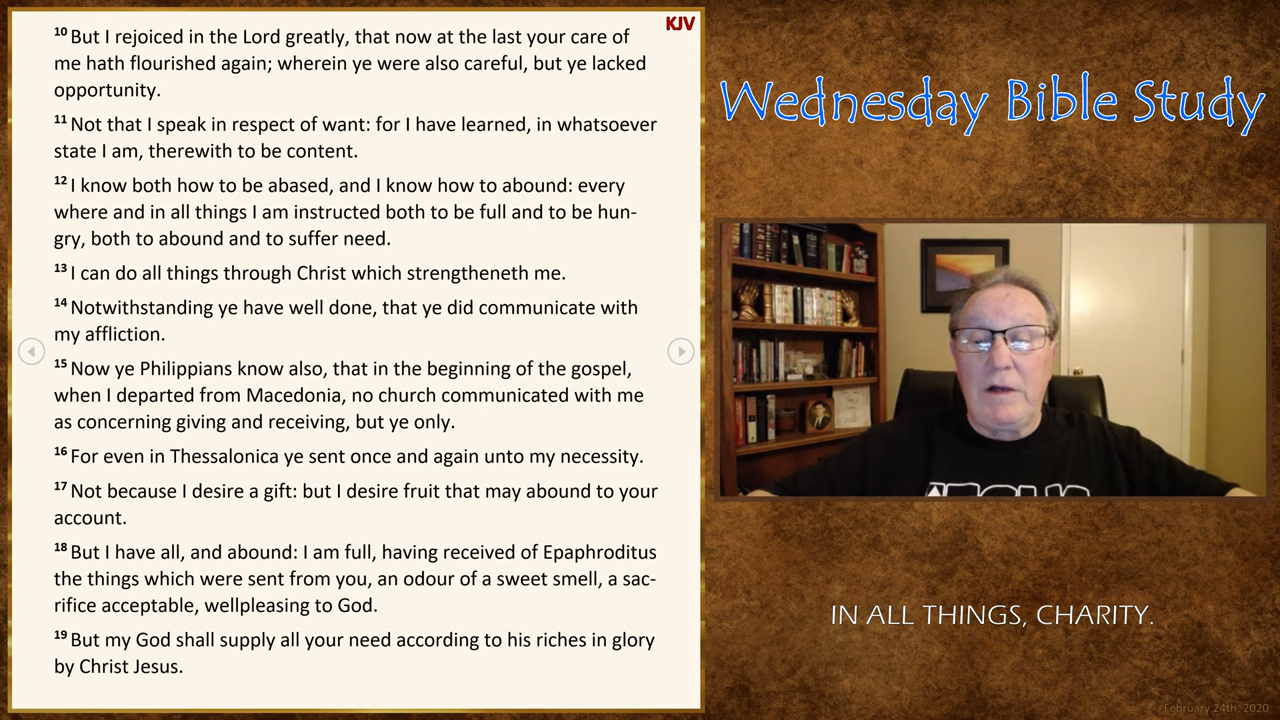 KJV
10 But I rejoiced in the Lord greatly, that now at the last your care of
me hath flourished again; wherein ye were also careful, but ye lacked
opportunity.
11 Not that I speak in respect of want: for I have learned, in whatsoever
state I am, therewith to be content.
12 I know both how to be abased, and I know how to abound: every
where and in all things I am instructed both to be full and to be hun-
gry, both to abound and to suffer need.
13 I can do all things through Christ which strengtheneth me.
14 Notwithstanding ye have well done, that ye did communicate with
my affliction.
15 Now ye Philippians know also, that in the beginning of the gospel,
when I departed from Macedonia, no church communicated with me
as concerning giving and receiving, but ye only.
16 For even in Thessalonica ye sent once and again unto my necessity.
17 Not because I desire a gift: but I desire fruit that may abound to your
account.
18 But I have all, and abound: I am full, having received of Epaphroditus
the things which were sent from you, an odour of a sweet smell, a sac-
rifice acceptable, wellpleasing to God.
19 But my God shall supply all your need according to his riches in glory
by Christ Jesus.
Wednesday Bible Study
IN ALL THINGS, CHARITY.
February 24th, 2020